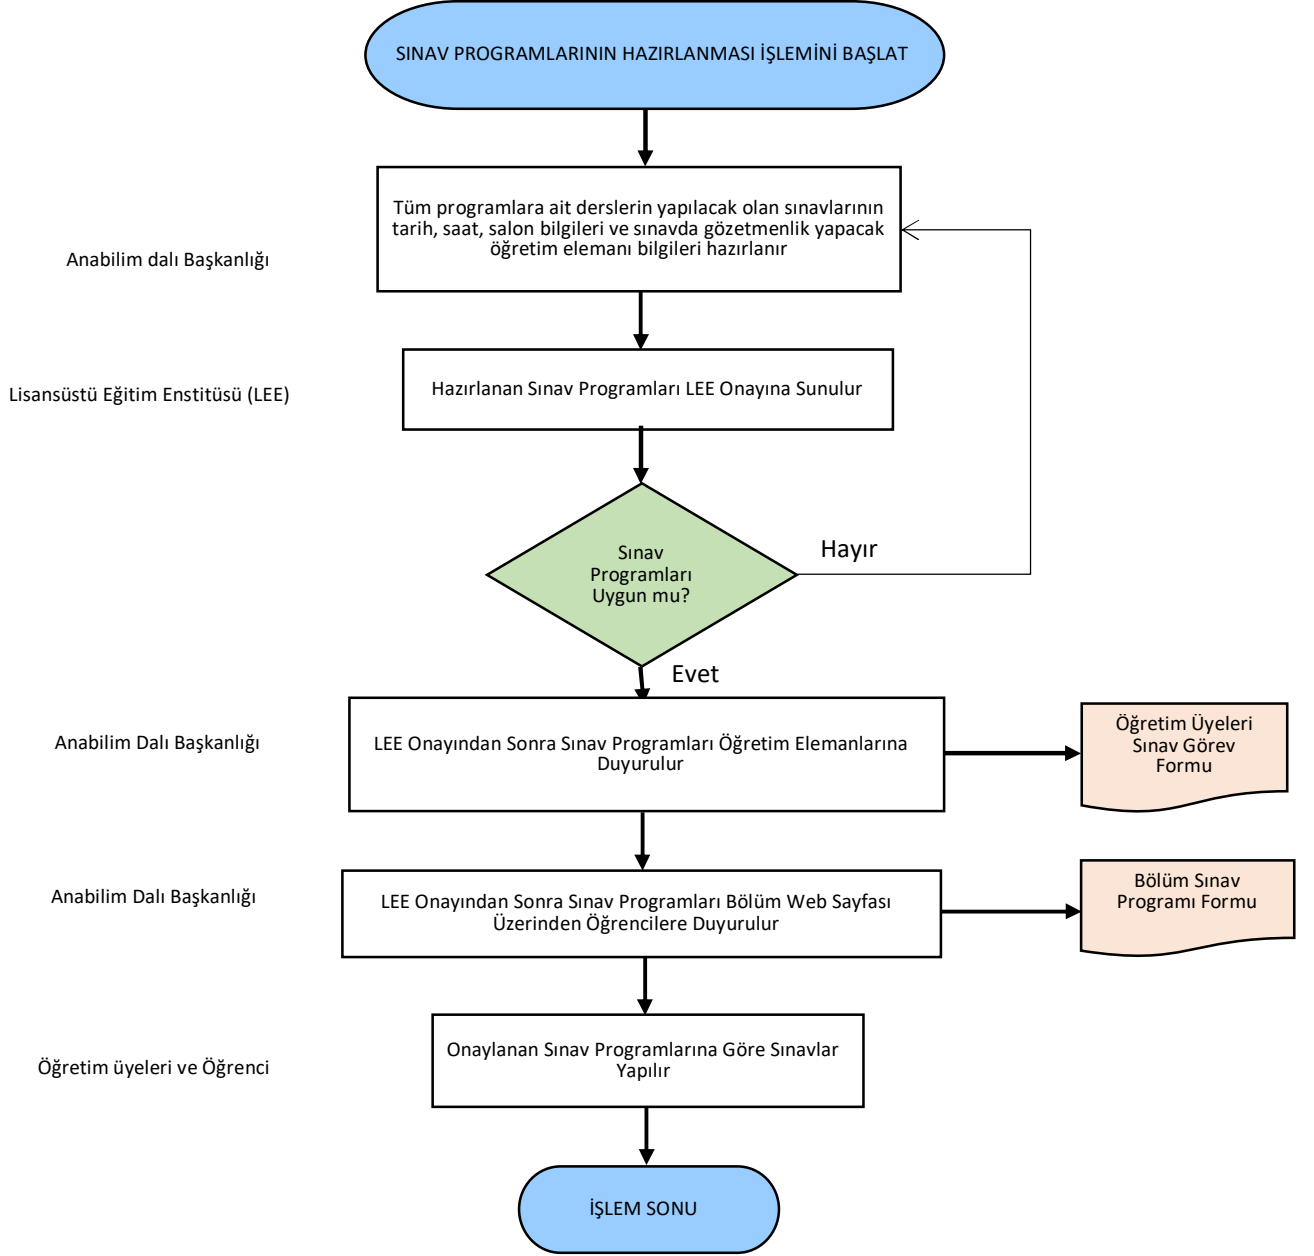 SINAV PROGRAMLARININ HAZIRLANMASI İŞLEMİNİ BAŞLAT
Tüm programlara ait derslerin yapılacak olan sınavlarının
tarih, saat, salon bilgileri ve sınavda gözetmenlik yapacak
öğretim elemanı bilgileri hazırlanır
Anabilim dalı Başkanlığı
Lisansüstü Eğitim Enstitüsü (LEE)
Hazırlanan Sınav Programları LEE Onayına Sunulur
Sınav
Programları
Uygun mu?
Hayır
Evet
Anabilim Dalı Başkanlığı
LEE Onayından Sonra Sınav Programları Öğretim Elemanlarına
Duyurulur
Öğretim Üyeleri
Sınav Görev
Formu
Anabilim Dalı Başkanlığı
LEE Onayından Sonra Sınav Programları Bölüm Web Sayfası
Üzerinden Öğrencilere Duyurulur
Bölüm Sınav
Programı Formu
Öğretim üyeleri ve Öğrenci
Onaylanan Sınav Programlarına Göre Sınavlar
Yapılır
İŞLEM SONU